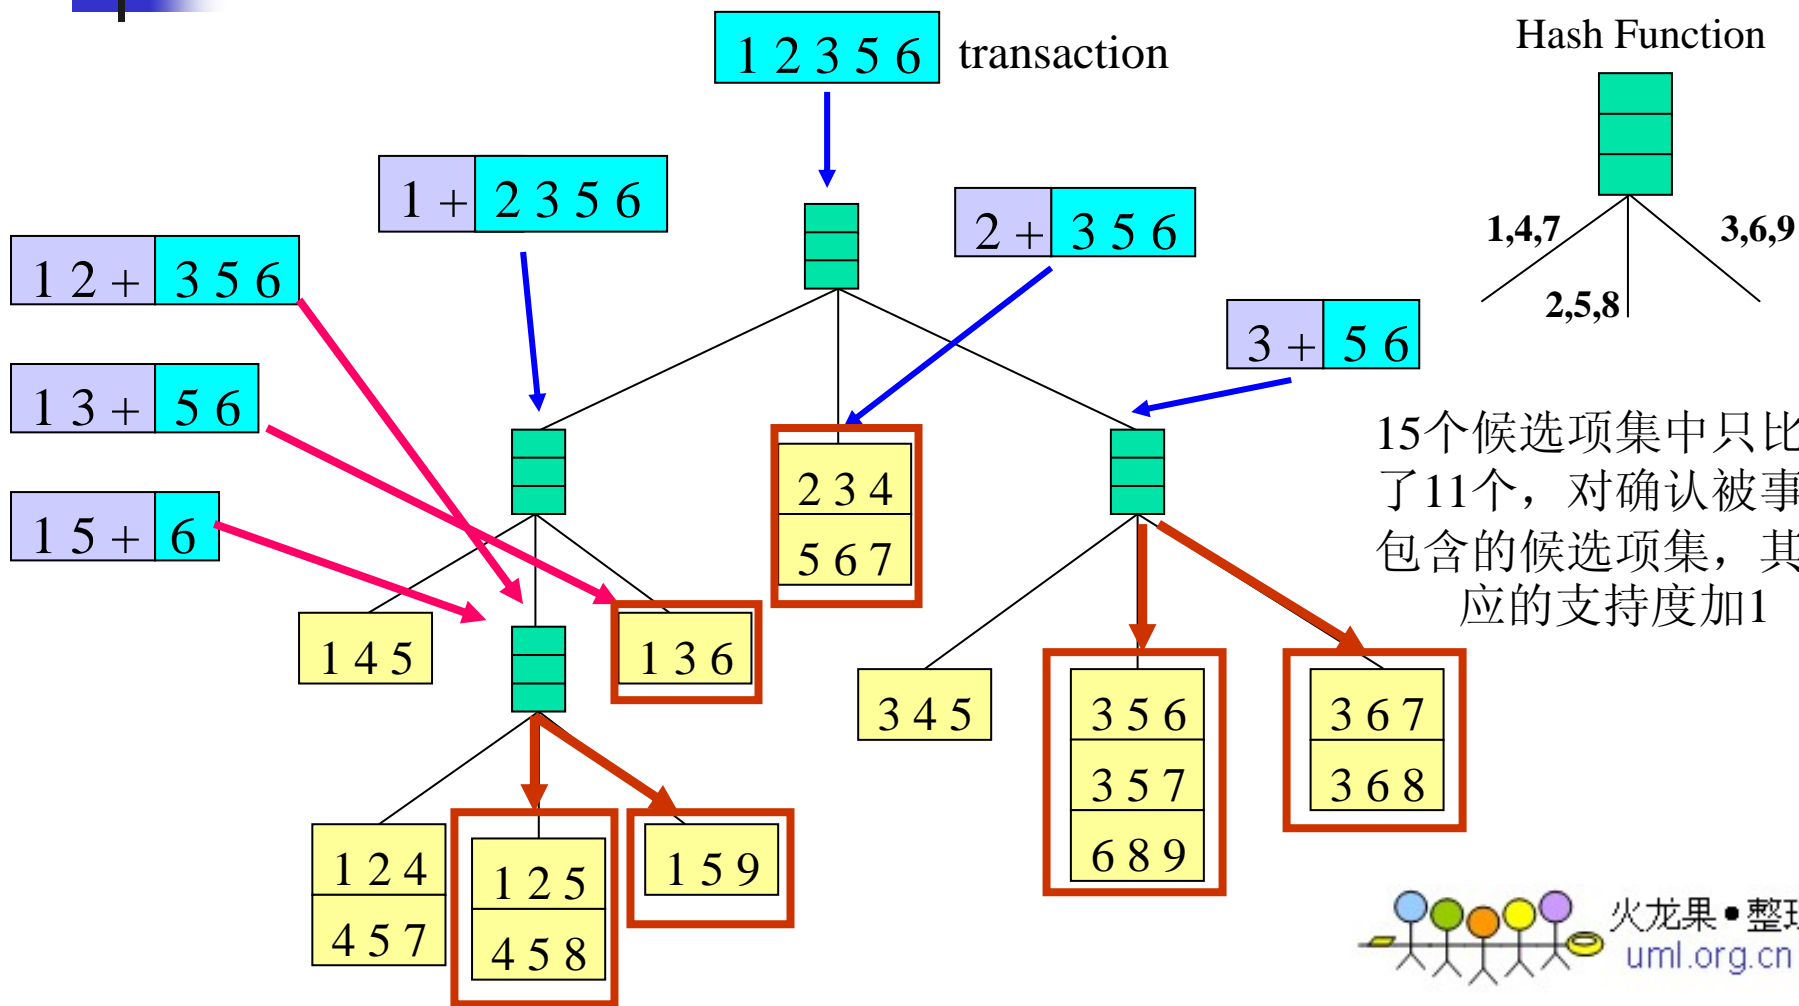 1 2 3 5 6 transaction
Hash Function
1 + 2 3 5 6
2 + 3 5 6
1,4,7
3,6,9
2,5,8
1 2 + 3 5 6
3 + 5 6
1 3 + 5 6
1 5 + 6
15个候选项集中只比
了11个，对确认被事
包含的候选项集，其
应的支持度加1
2 3 4
5 6 7
1 4 5
1 3 6
3 4 5
3 5 6
3 5 7
6 8 9
3 6 7
3 6 8
1 2 4
4 5 7
1 2 5
4 5 8
1 5 9
火龙果•整理
uml.org.cn